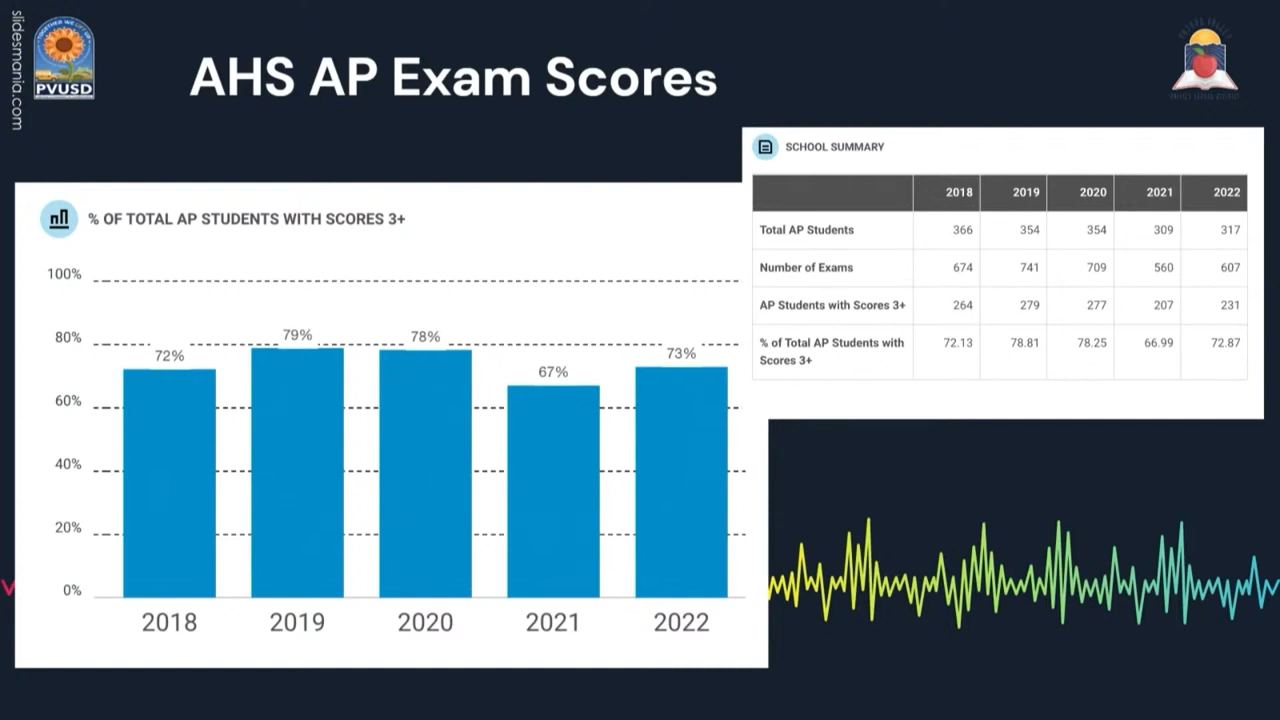 slidesmania.com
TOGETHER WE LIFT UP
PVUSD
AHS AP Exam Scores
% OF TOTAL AP STUDENTS WITH SCORES 3+
100%
80%
60%
40%
20%
0%
72%
79%
78%
67%
73%
2018 2019 2020 2021 2022
SCHOOL SUMMARY
2018 2019 2020 2021 2022
Total AP Students 366 354 354 309 317
Number of Exams 674 741 709 560 607
AP Students with Scores 3+ 264 279 277 207 231
% of Total AP Students with 72.13 78.81 78.25 66.99 72.87
Scores 3+